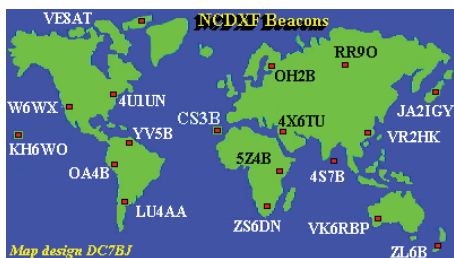 NCDXF Beacons
VE8AT
RR9O
OH2B
W6WX
4U1UN
JA2IGY
CS3B
4X6TU
KH6WO
YV5B
VR2HK
OA4B
5Z4B
4S7B
LU4AA
ZS6DN
VK6RBP
Map design DC7BJ
ZL6B